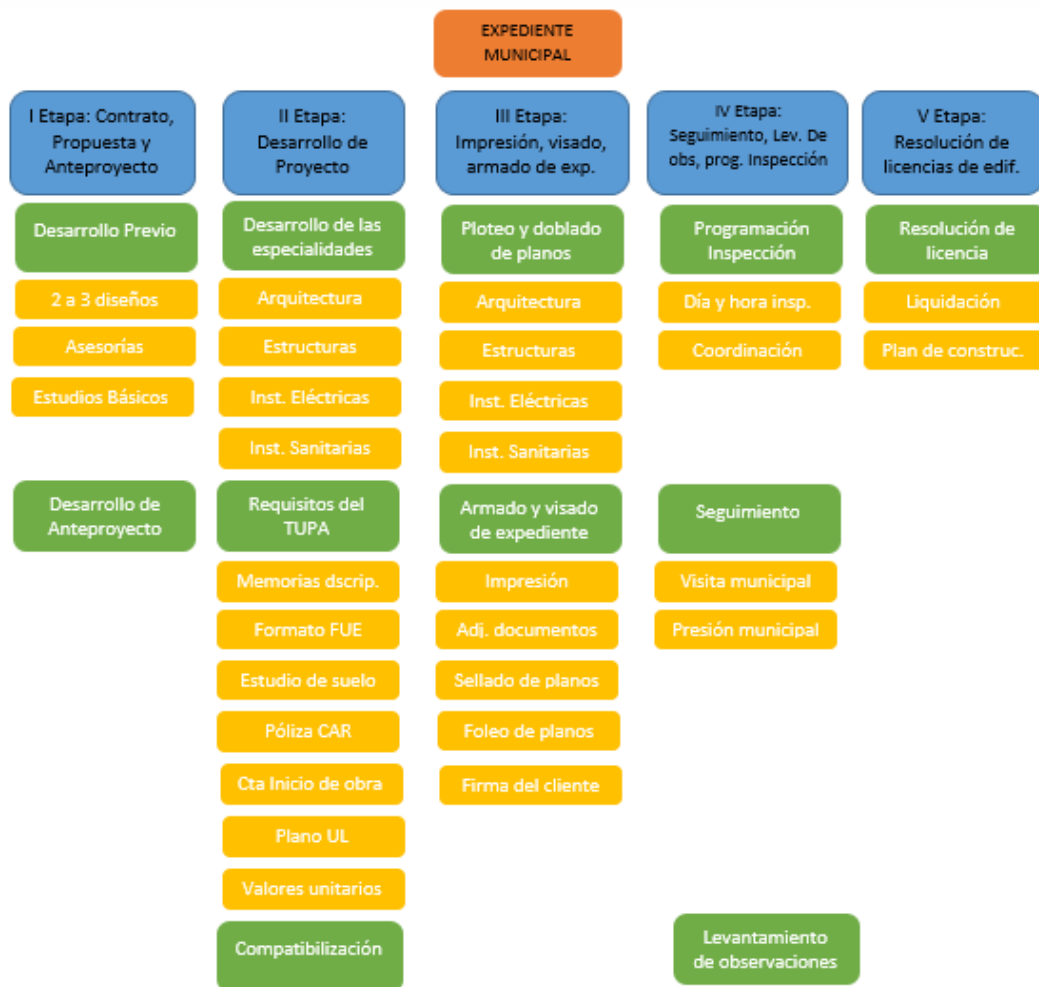 EXPEDIENTE
MUNICIPAL
I Etapa: Contrato,
Propuesta y
Anteproyecto
II Etapa:
Desarrollo de
Proyecto
III Etapa:
Impresión, visado,
armado de exp.
IV Etapa:
Seguimiento, Lev. De
obs, prog. Inspección
V Etapa:
Resolución de
licencias de edif.
Desarrollo Previo
Desarrollo de las
especialidades
Ploteo y doblado
de planos
Programación
Inspección
Resolución de
licencia
2 a 3 diseños
Arquitectura
Arquitectura
Día y hora insp.
Liquidación
Asesorías
Estructuras
Estructuras
Coordinación
Plan de construc.
Estudios Básicos
Inst. Eléctricas
Inst. Eléctricas
Inst. Sanitarias
Inst. Sanitarias
Desarrollo de
Anteproyecto
Requisitos del
TUPA
Armado y visado
de expediente
Seguimiento
Memorias dscrip.
Impresión
Visita municipal
Formato FUE
Adj. documentos
Presión municipal
Estudio de suelo
Sellado de planos
Póliza CAR
Foleo de planos
Cta Inicio de obra
Firma del cliente
Plano UL
Valores unitarios
Compatibilización
Levantamiento
de observaciones